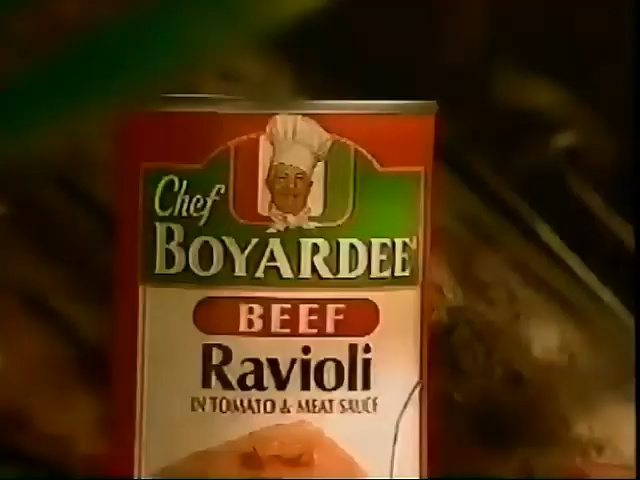 Chef
BOYARDEE
BEEF
Ravioli
IN TOMATO & MEAT SAUCE